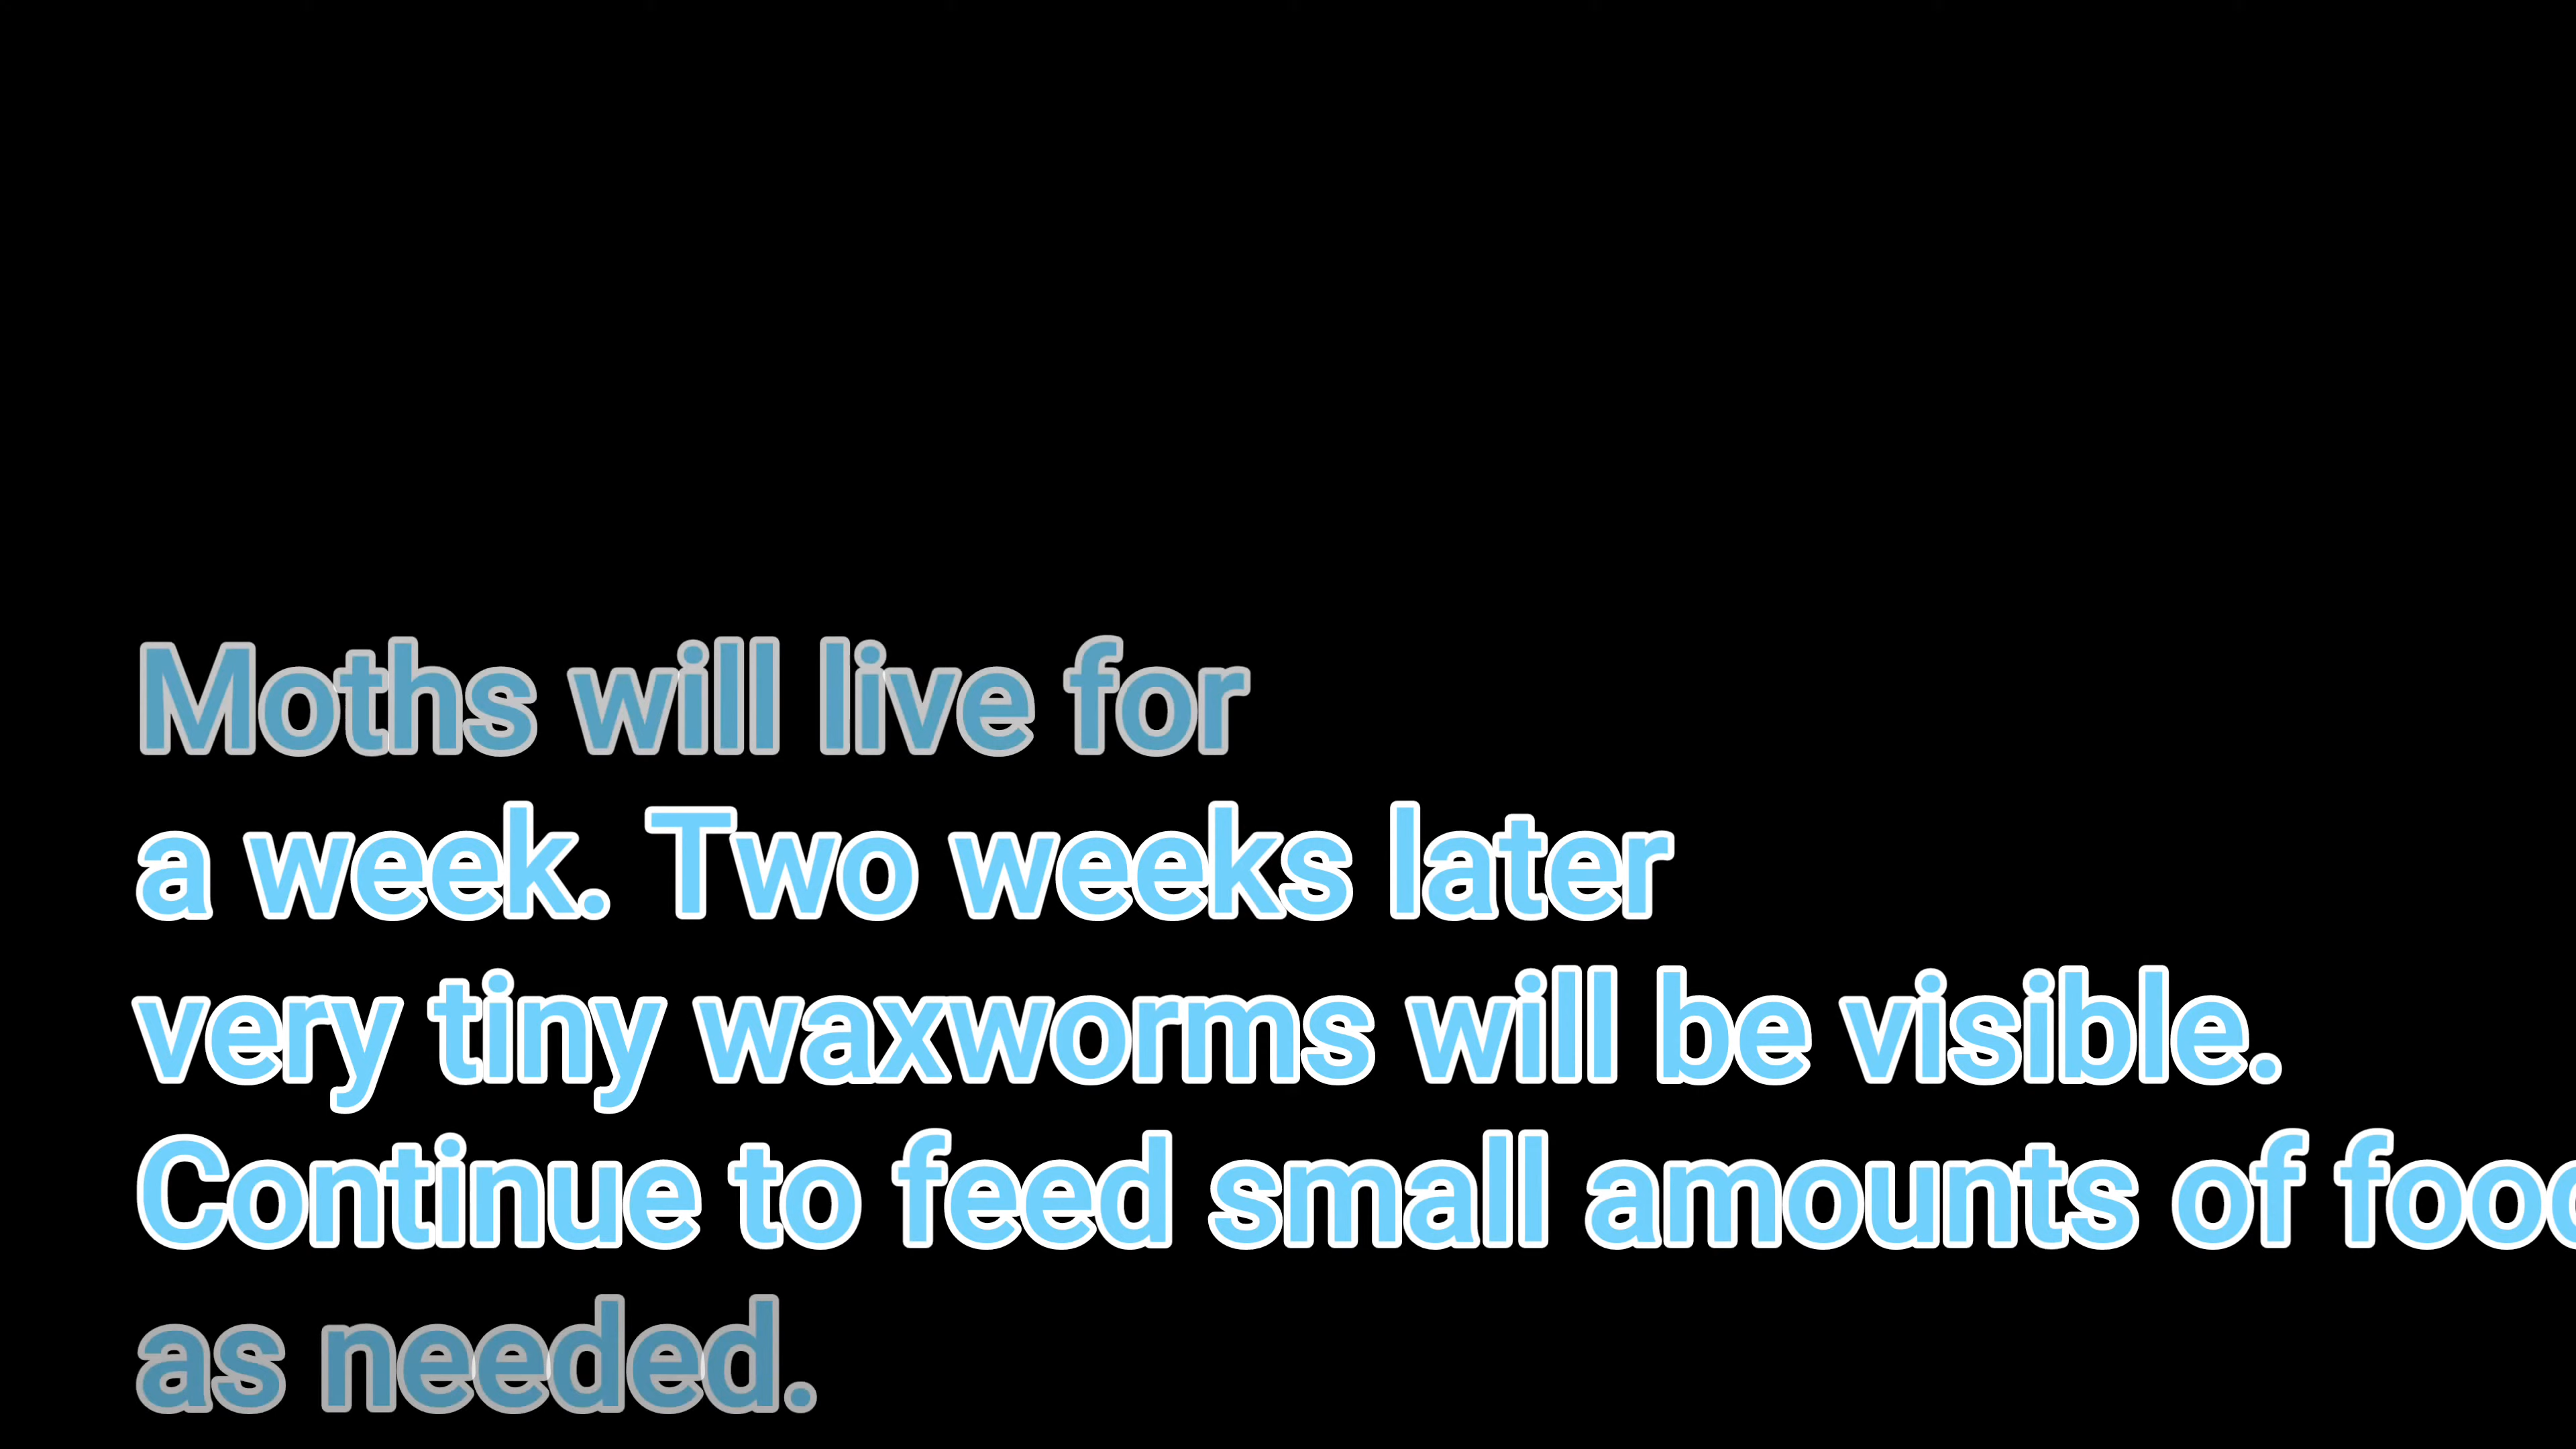 Moths will live for
a week. Two weeks later
very tiny waxworms will be visible.
Continue to feed small amounts of food
as needed.